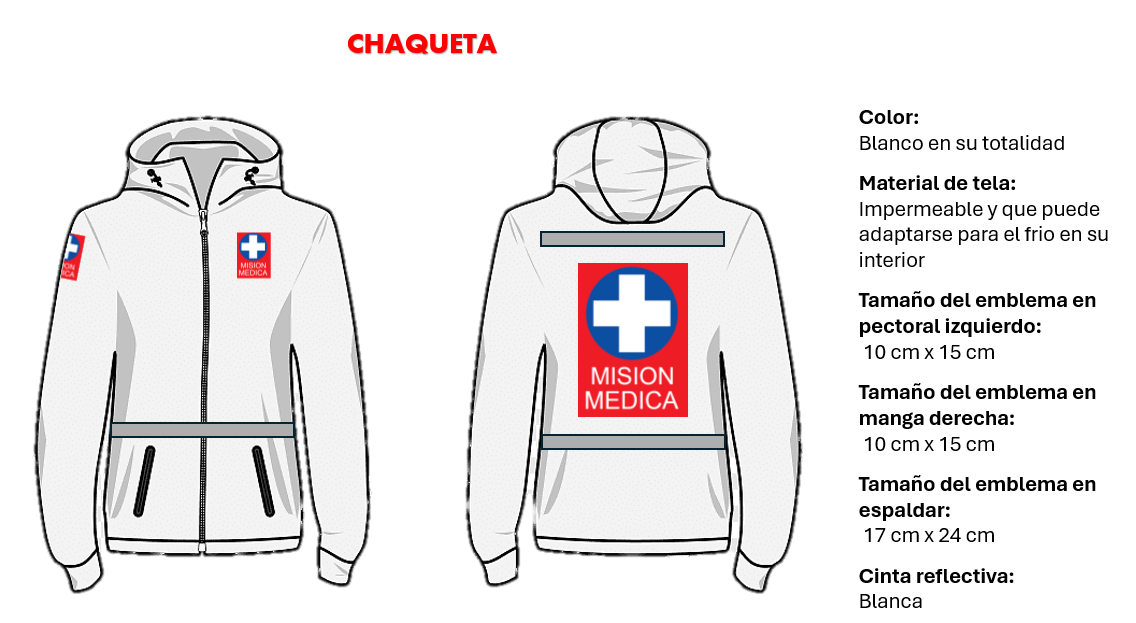 CHAQUETA
ON
CA
MISION
MEDICA
MISION
MEDICA
Color:
Blanco en su totalidad
Material de tela:
Impermeable y que puede
adaptarse para el frio en su
interior
Tamaño del emblema en
pectoral izquierdo:
10 cm x 15 cm
Tamaño del emblema en
manga derecha:
10 cm x 15 cm
Tamaño del emblema en
espaldar:
17 cm x 24 cm
Cinta reflectiva:
Blanca